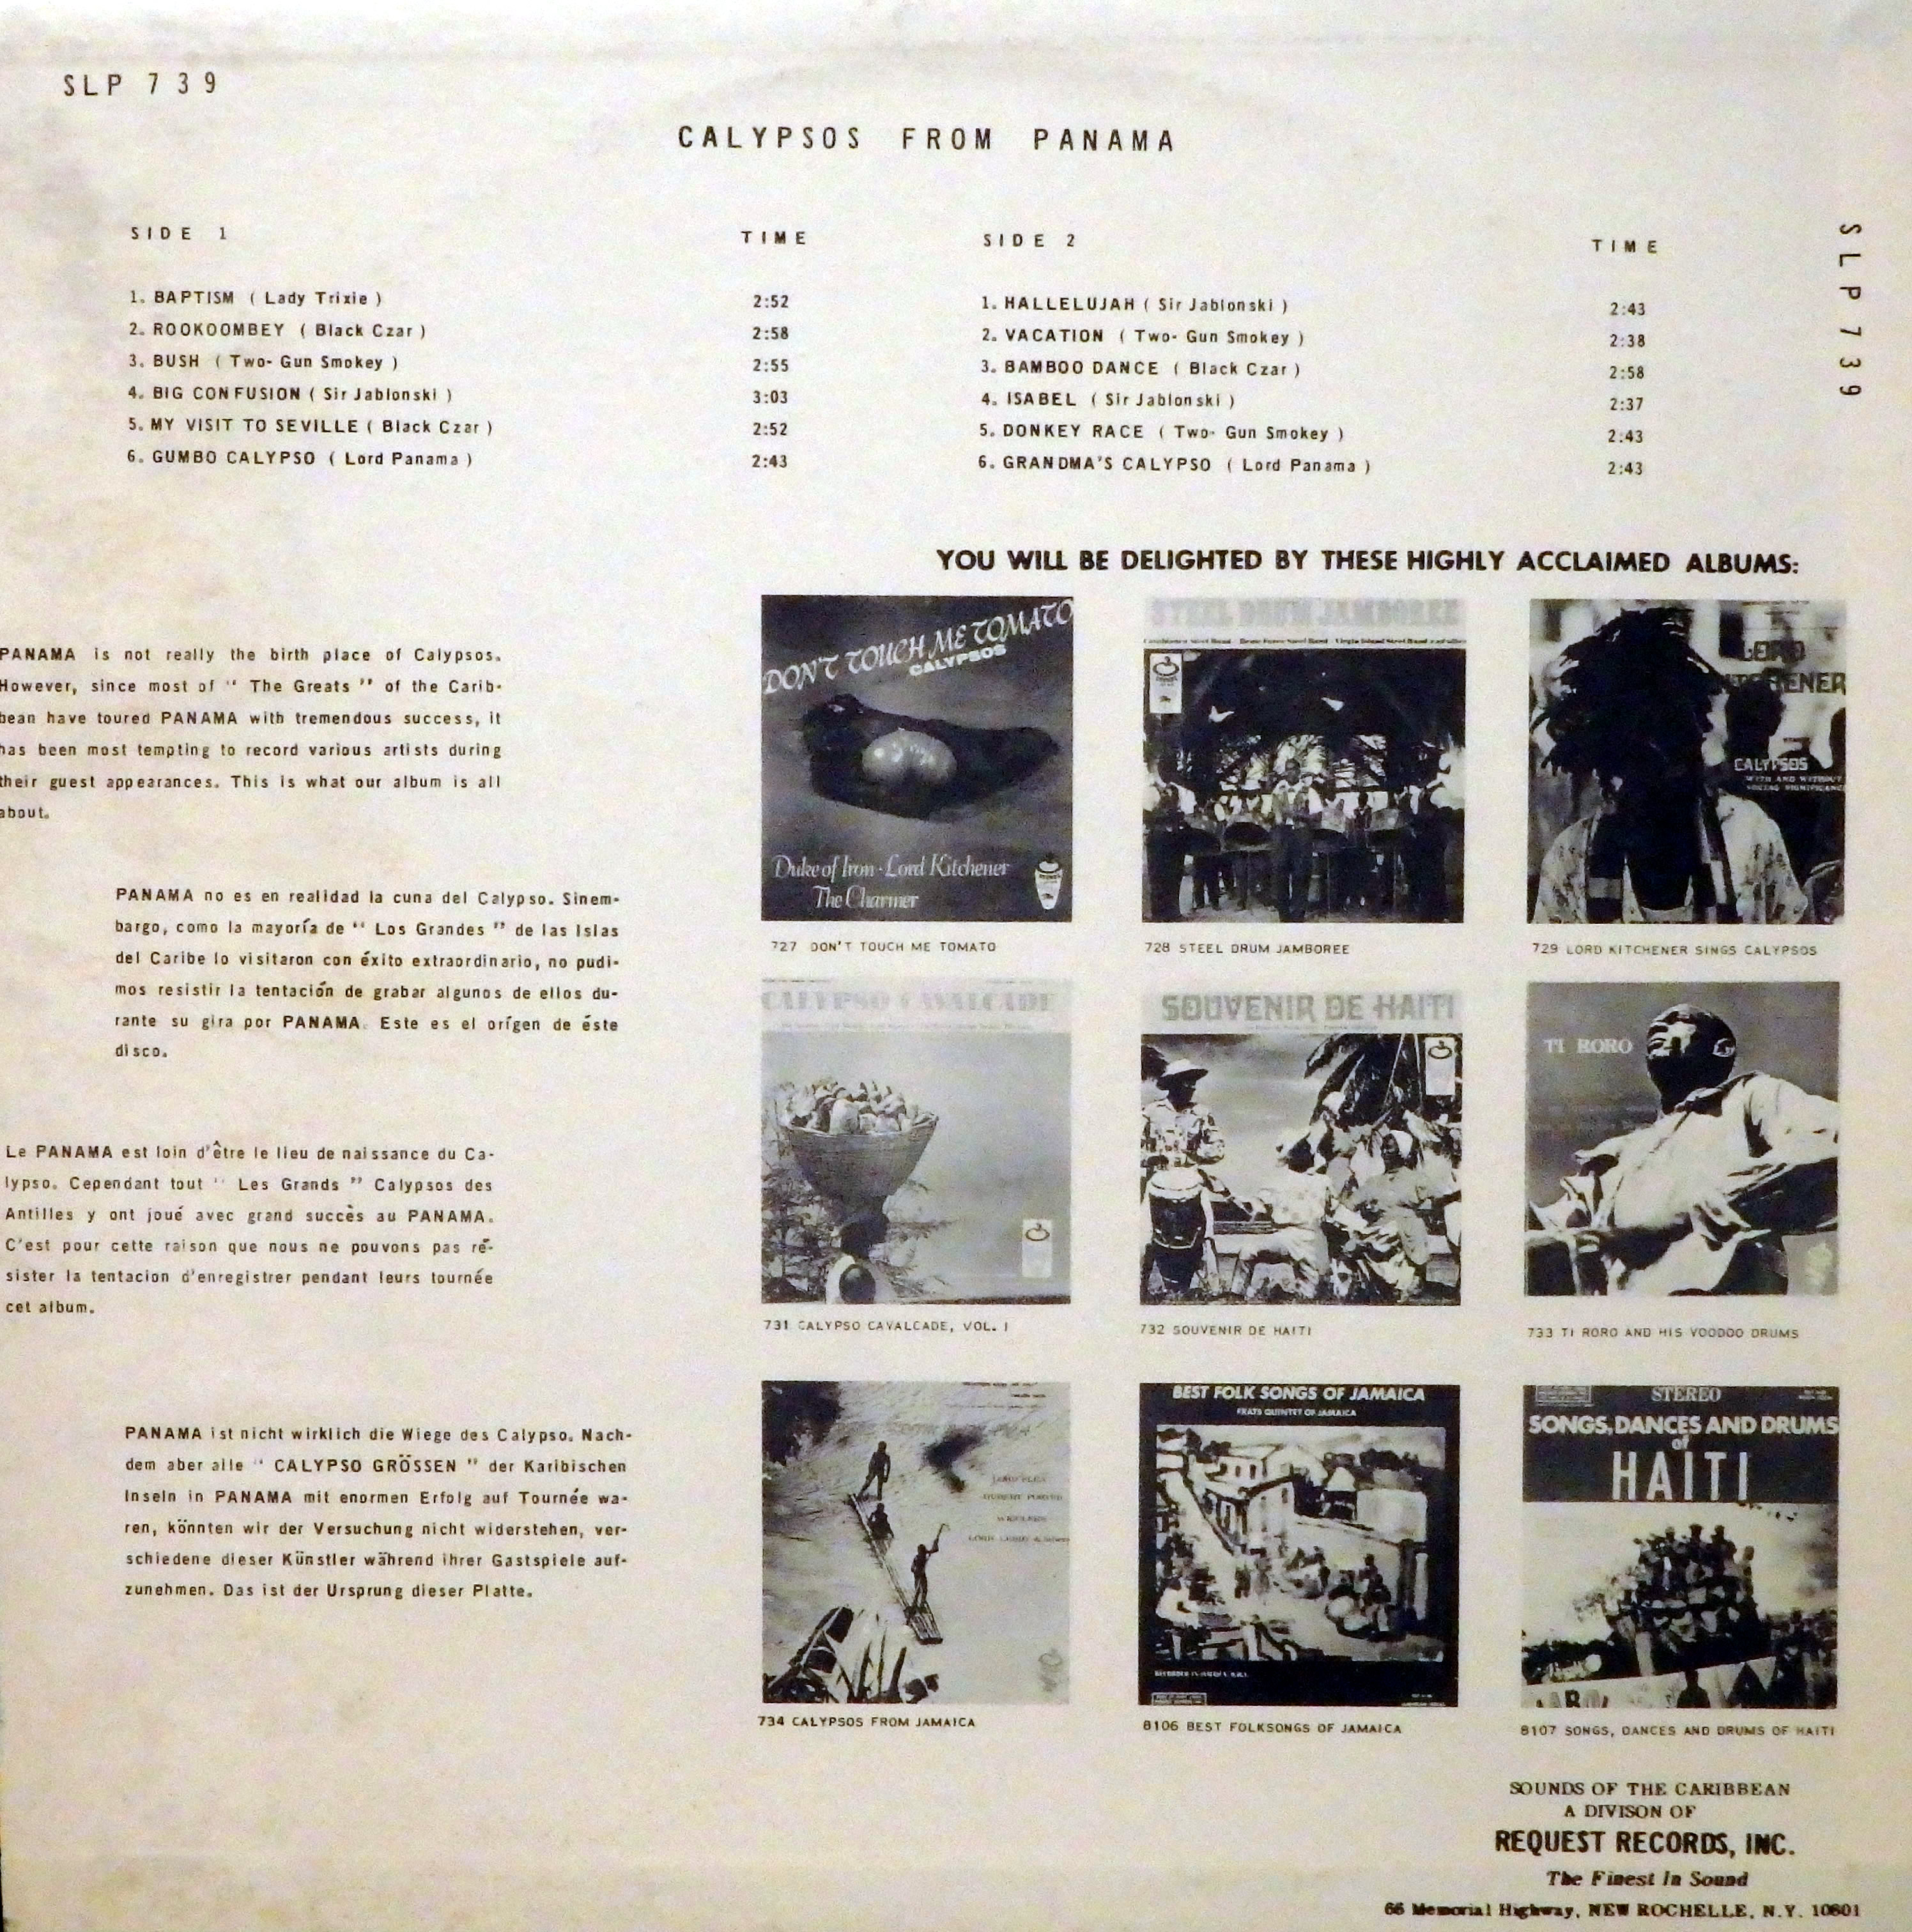 SLP 739
CALYPSOS FROM PANAMA
SIDE 1 TIME
1. BAPTISM ( Lady Trixie ) 2:52
2. ROOKOOMBEY ( Black Czar ) 2:58
3. BUSH ( Two- Gun Smokey ) 2:55
4. BIG CONFUSION ( Sir Jablonski ) 3:03
5. MY VISIT TO SEVILLE ( Black Czar ) 2:52
6. GUMBO CALYPSO ( Lord Panama ) 2:43
SIDE 2 TIME
1. HALLELUJAH ( Sir Jablonski ) 2:43
2. VACATION ( Two- Gun Smokey ) 2:38
3. BAMBOO DANCE ( Black Czar ) 2:58
4. ISABEL ( Sir Jablonski ) 2:37
5. DONKEY RACE ( Two- Gun Smokey ) 2:43
6. GRANDMA'S CALYPSO ( Lord Panama ) 2:43
SLP 739
PANAMA is not really the birth place of Calypsos.
However, since most of " The Greats " of the Carib-
bean have toured PANAMA with tremendous success, it
has been most tempting to record various artists during
their guest appearances. This is what our album is all
about.
PANAMA no es en realidad la cuna del Calypso. Sinem-
bargo, como la mayoría de " Los Grandes " de las Islas
del Caribe lo visitaron con éxito extraordinario, no pudi-
mos resistir la tentación de grabar algunos de ellos du-
rante su gira por PANAMA. Este es el orígen de éste
disco.
Le PANAMA est loin d'être le lieu de naissance du Ca-
lypso. Cependant tout " Les Grands " Calypsos des
Antilles y ont joué avec grand succès au PANAMA.
C'est pour cette raison que nous ne pouvons pas ré-
sister la tentacion d'enregistrer pendant leurs tournée
cet album.
PANAMA ist nicht wirklich die Wiege des Calypso. Nach-
dem aber alle " CALYPSO GRÖSSEN " der Karibischen
Inseln in PANAMA mit enormen Erfolg auf Tournée wa-
ren, könnten wir der Versuchung nicht widerstehen, ver-
schiedene dieser Künstler während ihrer Gastspiele auf-
zunehmen. Das ist der Ursprung dieser Platte.
YOU WILL BE DELIGHTED BY THESE HIGHLY ACCLAIMED ALBUMS:
DON'T TOUCH ME TOMATO
CALYPSOS
Duke of Iron · Lord Kitchener
The Charmer
727 DON'T TOUCH ME TOMATO
STEEL DRUM JAMBOREE
728 STEEL DRUM JAMBOREE
LORD
KITCHENER
CALYPSOS
WITH AND WITHOUT
SOCIAL SIGNIFICANCE
729 LORD KITCHENER SINGS CALYPSOS
CALYPSO CAVALCADE
731 CALYPSO CAVALCADE, VOL. I
SOUVENIR DE HAITI
732 SOUVENIR DE HAITI
TI RORO
733 TI RORO AND HIS VOODOO DRUMS
734 CALYPSOS FROM JAMAICA
BEST FOLK SONGS OF JAMAICA
FRATS QUINTET OF JAMAICA
8106 BEST FOLKSONGS OF JAMAICA
STEREO
SONGS, DANCES AND DRUMS
of
HAITI
8107 SONGS, DANCES AND DRUMS OF HAITI
SOUNDS OF THE CARIBBEAN
A DIVISON OF
REQUEST RECORDS, INC.
The Finest In Sound
66 Memorial Highway, NEW ROCHELLE, N.Y. 10801